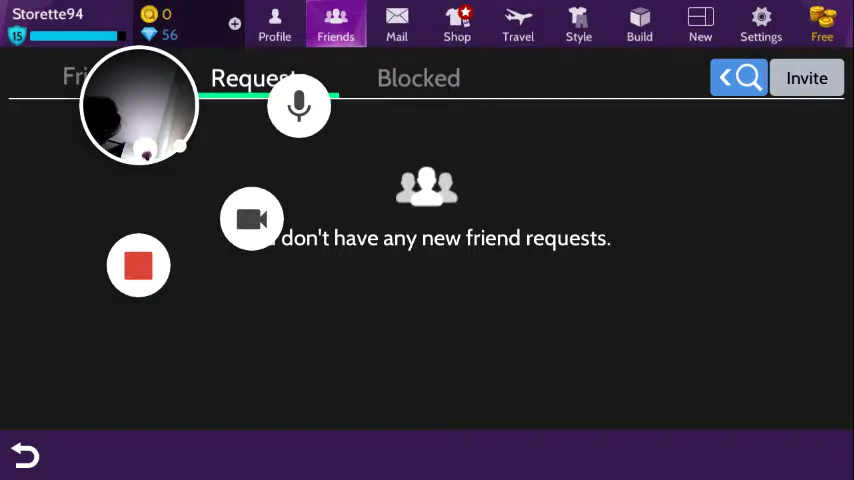 Storette94
15
0
56
Profile
Friends
Mail
Shop
Travel
Style
Build
New
Settings
Free
Blocked
Invite
don't have any new friend requests.